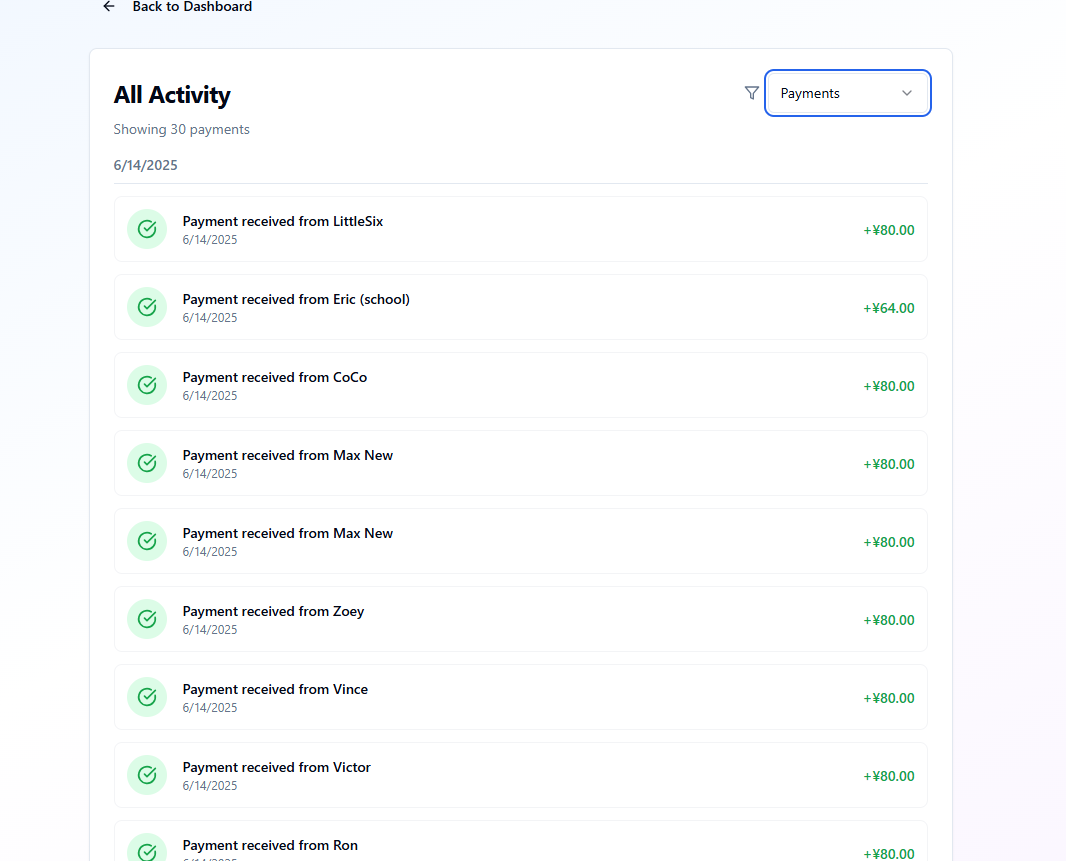 Back to Dashboard
All Activity
Payments
Showing 30 payments
6/14/2025
Payment received from LittleSix
6/14/2025
+¥80.00
Payment received from Eric (school)
6/14/2025
+¥64.00
Payment received from CoCo
6/14/2025
+¥80.00
Payment received from Max New
6/14/2025
+¥80.00
Payment received from Max New
6/14/2025
+¥80.00
Payment received from Zoey
6/14/2025
+¥80.00
Payment received from Vince
6/14/2025
+¥80.00
Payment received from Victor
6/14/2025
+¥80.00
Payment received from Ron
+¥80.00